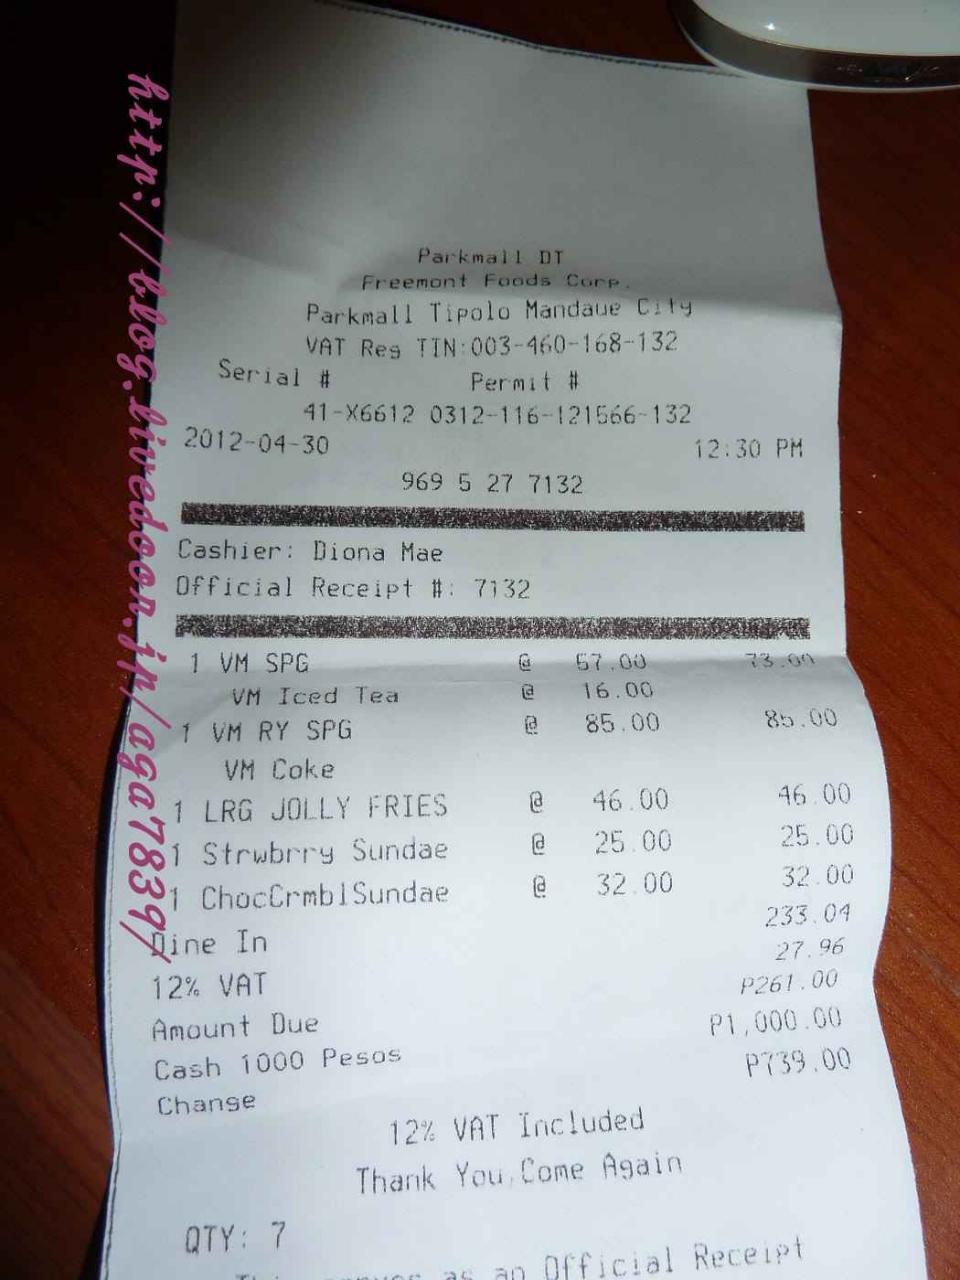 http://blog.livedoor.jp/aga7839/
Parkmall DT
Freemont Foods Corp.
Parkmall Tipolo Mandaue City
VAT Reg TIN:003-460-168-132
Serial # Permit #
41-X6612 0312-116-121566-132
2012-04-30 12:30 PM
969 5 27 7132
Cashier: Diona Mae
Official Receipt #: 7132
1 VM SPG @ 57.00 73.00
VM Iced Tea @ 16.00
1 VM RY SPG @ 85.00 85.00
VM Coke
1 LRG JOLLY FRIES @ 46.00 46.00
1 Strwbrry Sundae @ 25.00 25.00
1 ChocCrmblSundae @ 32.00 32.00
Dine In 233.04
12% VAT 27.96
Amount Due P261.00
Cash 1000 Pesos P1,000.00
Change P739.00
12% VAT Included
Thank You,Come Again
QTY: 7
as an Official Receipt